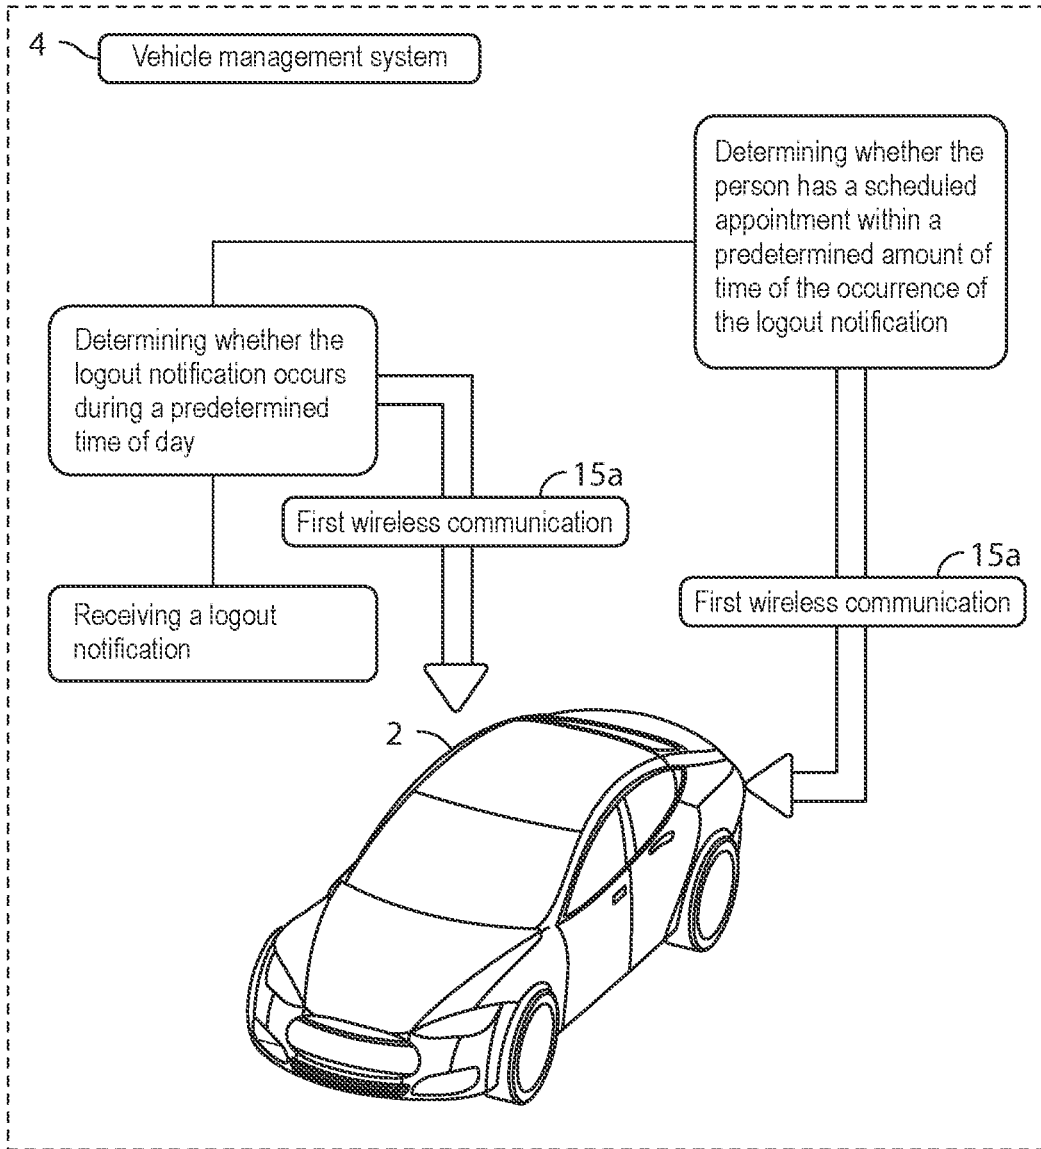 4
Vehicle management system
Determining whether the
person has a scheduled
appointment within a
predetermined amount of
time of the occurrence of
the logout notification
Determining whether the
logout notification occurs
during a predetermined
time of day
15a
First wireless communication
15a
First wireless communication
Receiving a logout
notification
2